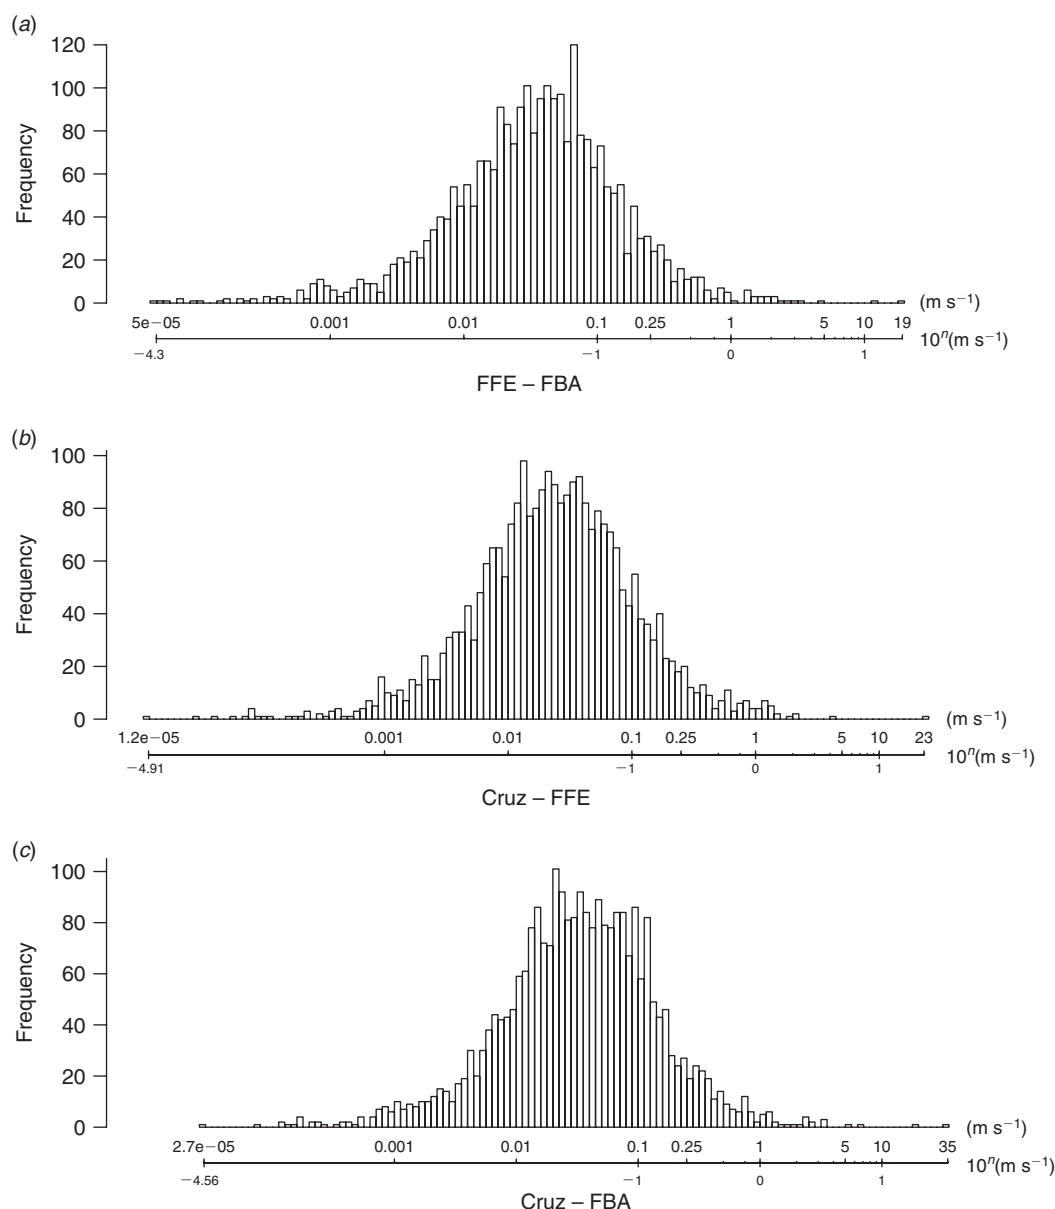 (a)
120
100
80
60
40
20
0
Frequency
5e−05 0.001 0.01 0.1 0.25 1 5 10 19 (m s−1)
−4.3 −1 0 1 10n(m s−1)
FFE – FBA
(b)
100
80
60
40
20
0
Frequency
1.2e−05 0.001 0.01 0.1 0.25 1 5 10 23 (m s−1)
−4.91 −1 0 1 10n(m s−1)
Cruz – FFE
(c)
100
80
60
40
20
0
Frequency
2.7e−05 0.001 0.01 0.1 0.25 1 5 10 35 (m s−1)
−4.56 −1 0 1 10n(m s−1)
Cruz – FBA